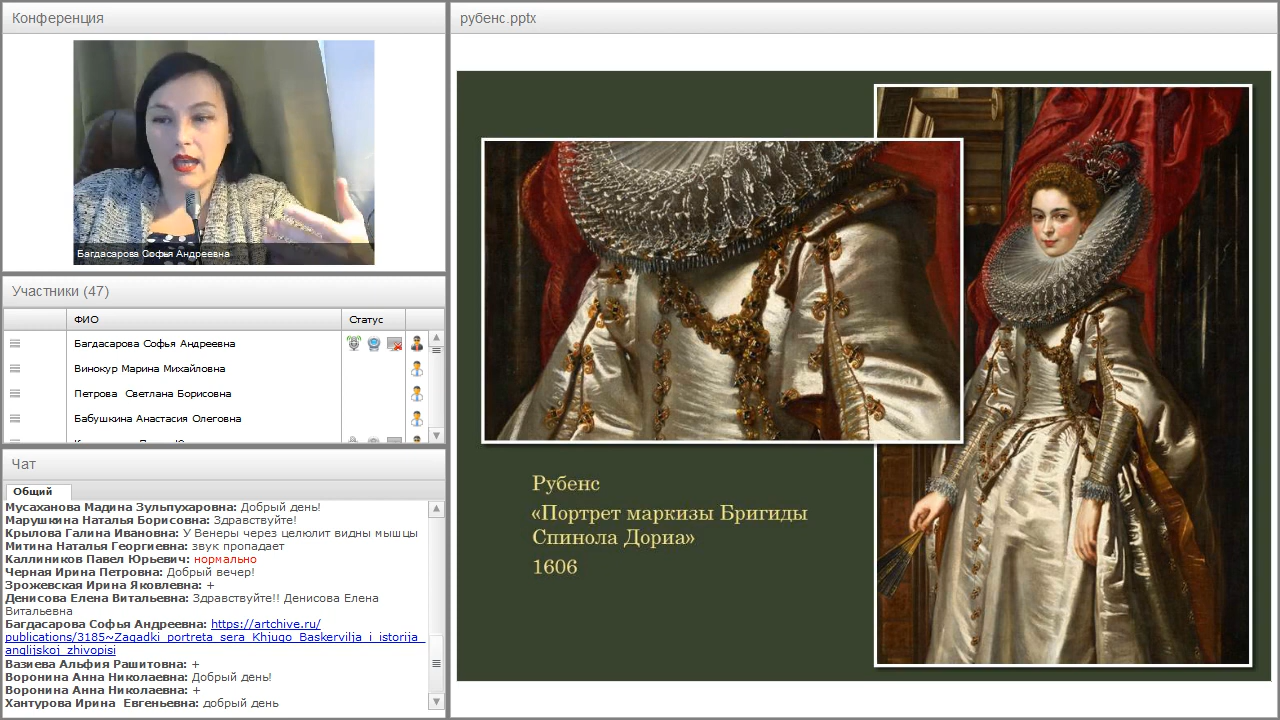 Конференция
Багдасарова Софья Андреевна
Участники (47)
ФИО
Статус
Багдасарова Софья Андреевна
Винокур Марина Михайловна
Петрова Светлана Борисовна
Бабушкина Анастасия Олеговна
Чат
Общий
Мусаханова Мадина Зульпухаровна: Добрый день!
Марушкина Наталья Борисовна: Здравствуйте!
Крылова Галина Ивановна: У Венеры через целюлит видны мышцы
Митина Наталья Георгиевна: звук пропадает
Каллиников Павел Юрьевич: нормально
Черная Ирина Петровна: Добрый вечер!
Зрожевская Ирина Яковлевна: +
Денисова Елена Витальевна: Здравствуйте!! Денисова Елена
Витальевна
Багдасарова Софья Андреевна: https://artchive.ru/
publications/3185~Zagadki_portreta_sera_Khjugo_Baskervilja_i_istorija_
anglijskoj_zhivopisi
Вазиева Альфия Рашитовна: +
Воронина Анна Николаевна: Добрый день!
Воронина Анна Николаевна: +
Хантурова Ирина Евгеньевна: добрый день
рубенс.pptx
Рубенс
«Портрет маркизы Бригиды
Спинола Дориа»
1606